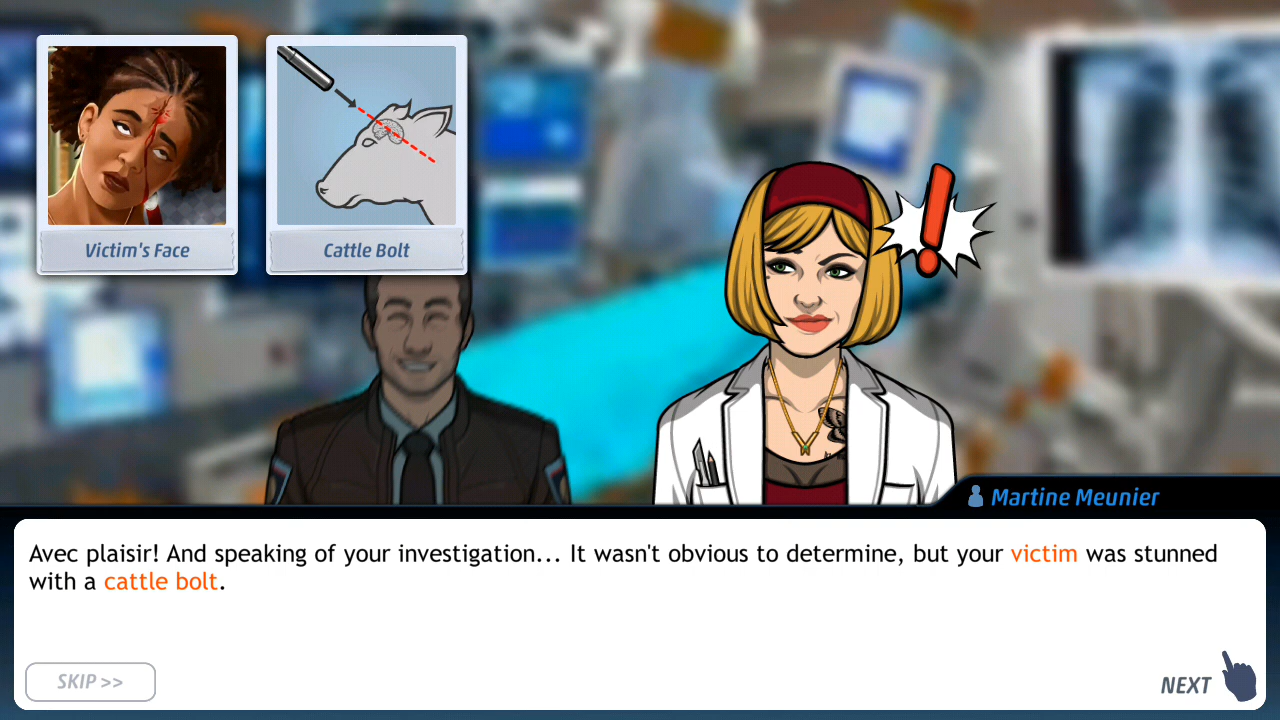 Victim's Face
Cattle Bolt
Martine Meunier
Avec plaisir! And speaking of your investigation... It wasn't obvious to determine, but your victim was stunned
with a cattle bolt.
SKIP >>
NEXT